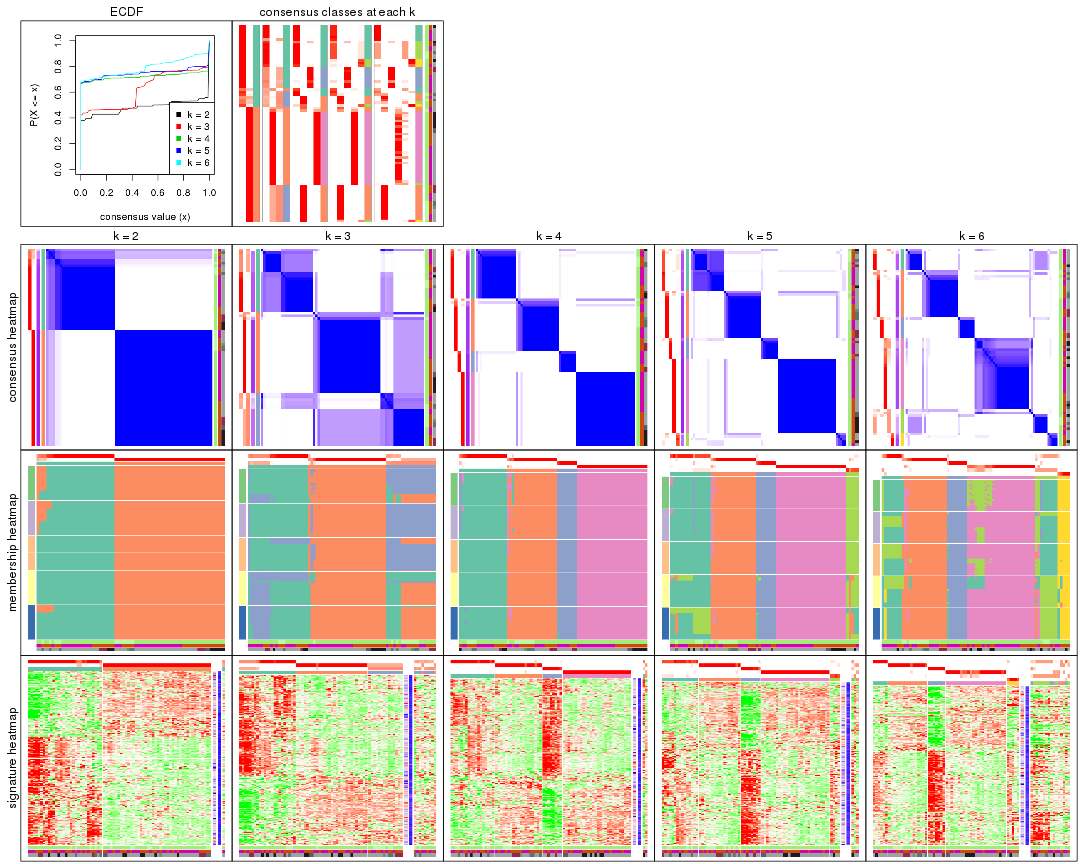 ECDF
consensus classes at each k
P(X <= x)
0.0 0.2 0.4 0.6 0.8 1.0
k = 2
k = 3
k = 4
k = 5
k = 6
0.0 0.2 0.4 0.6 0.8 1.0
consensus value (x)
k = 2
k = 3
k = 4
k = 5
k = 6
consensus heatmap
membership heatmap
signature heatmap